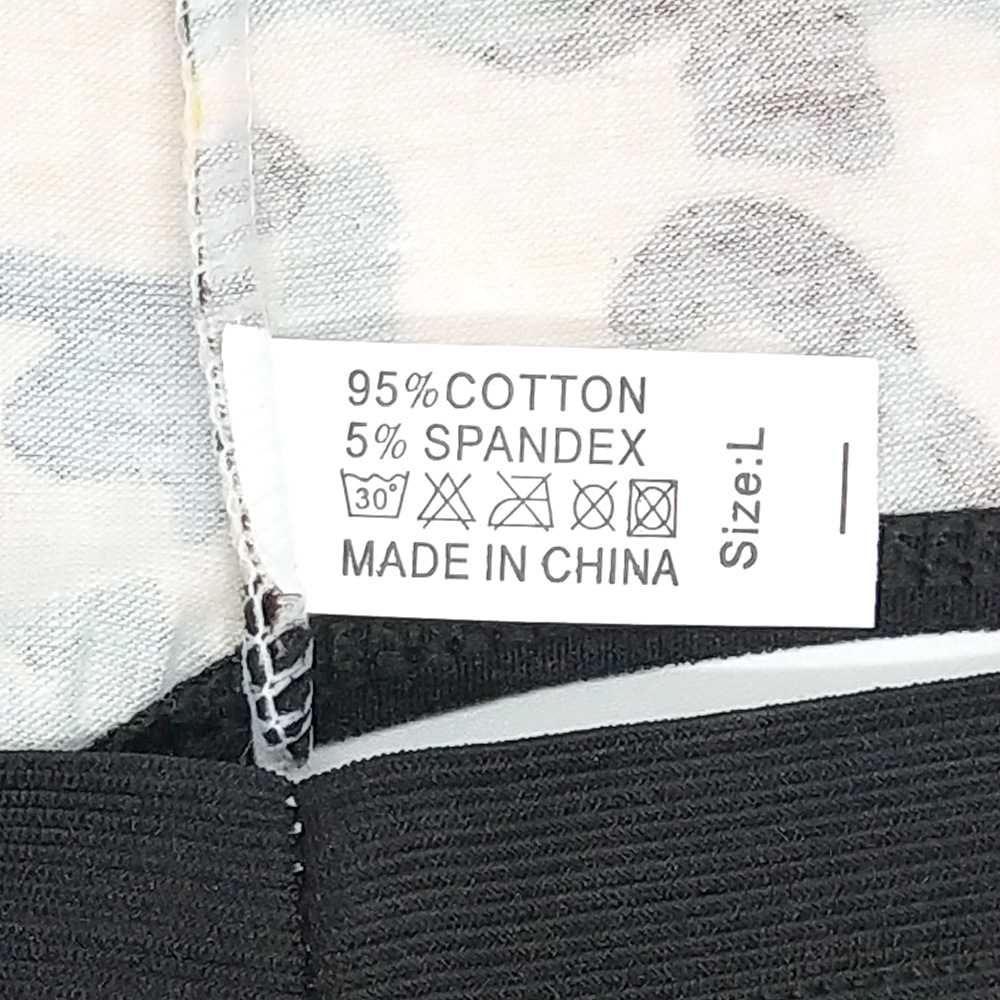 95%COTTON
5% SPANDEX
30°
MADE IN CHINA
Size:L